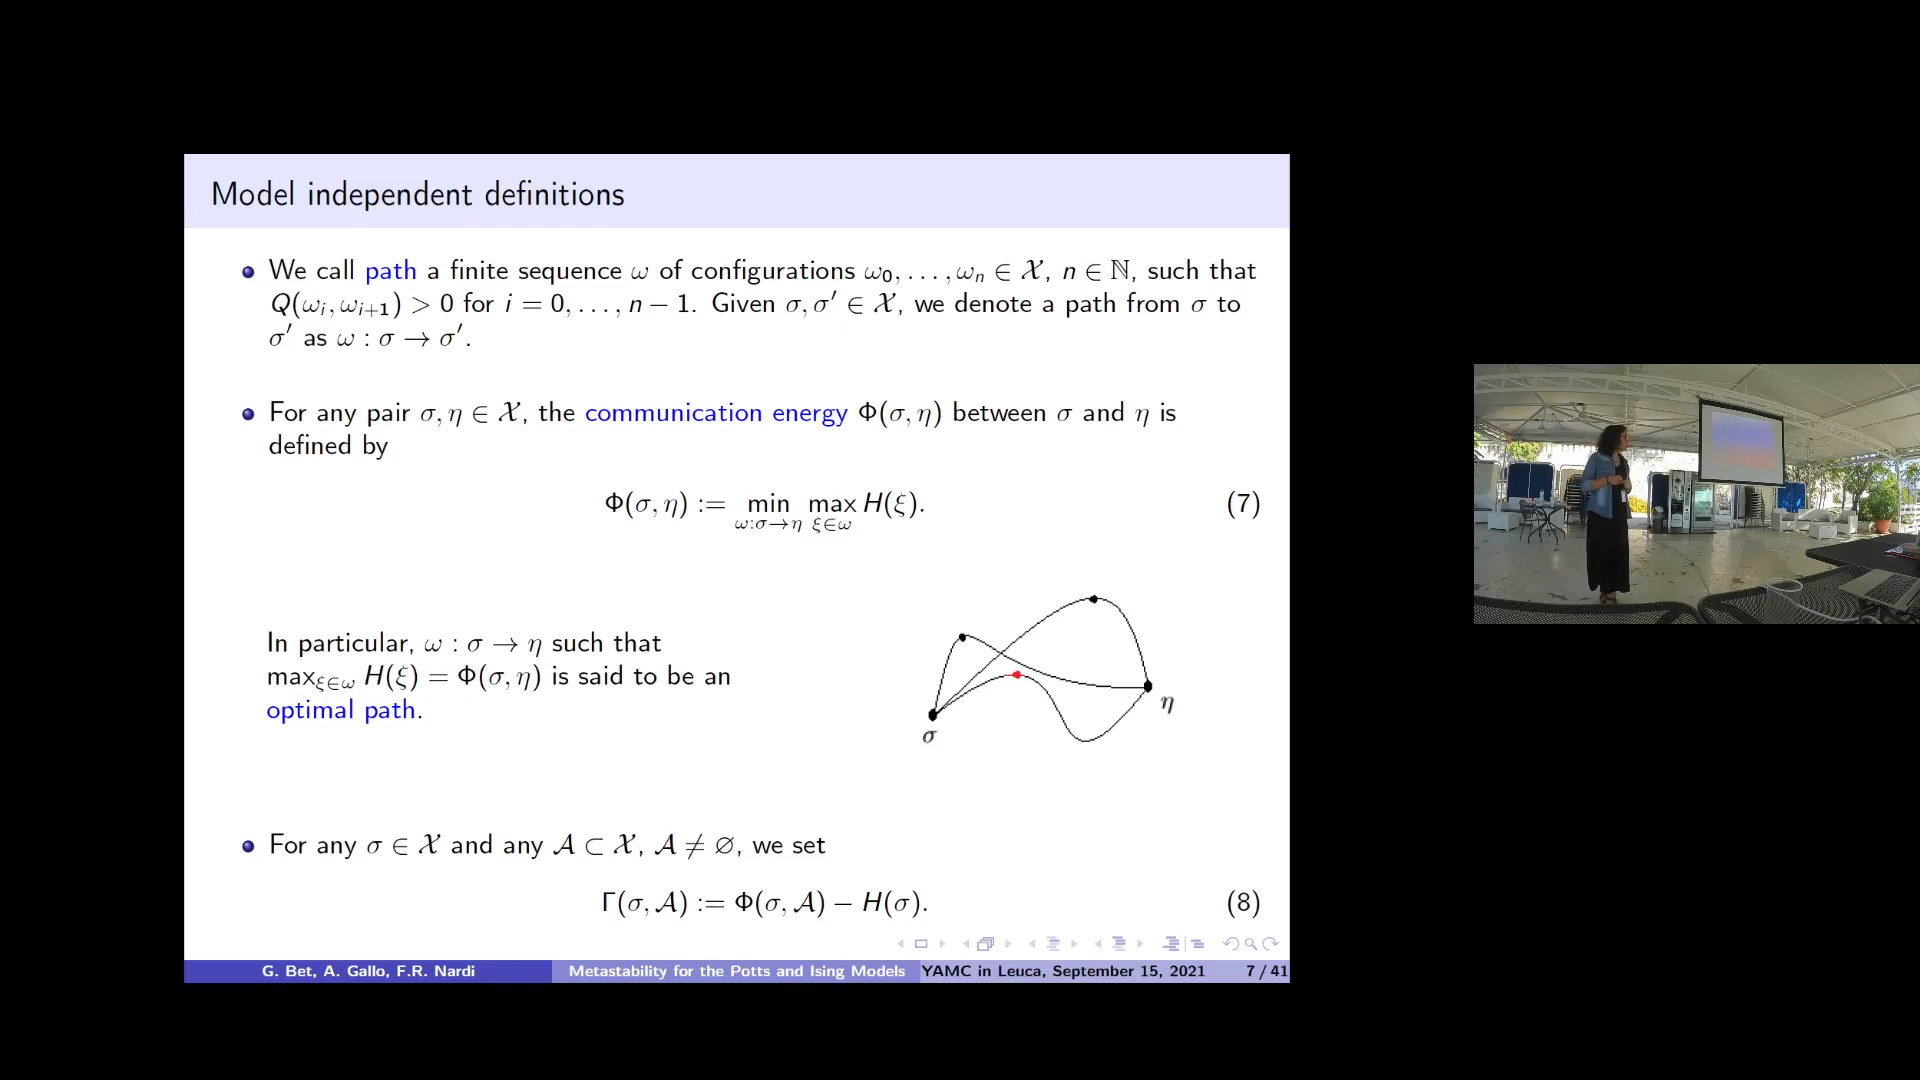 Model independent definitions
We call path a finite sequence ω of configurations ω₀, . . . , ωₙ ∈ 𝒳, n ∈ ℕ, such that
Q(ωᵢ, ωᵢ₊₁) > 0 for i = 0, . . . , n − 1. Given σ, σ′ ∈ 𝒳, we denote a path from σ to
σ′ as ω : σ → σ′.
For any pair σ, η ∈ 𝒳, the communication energy Φ(σ, η) between σ and η is
defined by
Φ(σ, η) := min_{ω:σ→η} max_{ξ∈ω} H(ξ). (7)
In particular, ω : σ → η such that
max_{ξ∈ω} H(ξ) = Φ(σ, η) is said to be an
optimal path.
η
σ
For any σ ∈ 𝒳 and any 𝒜 ⊂ 𝒳, 𝒜 ≠ ∅, we set
Γ(σ, 𝒜) := Φ(σ, 𝒜) − H(σ). (8)
G. Bet, A. Gallo, F.R. Nardi Metastability for the Potts and Ising Models YAMC in Leuca, September 15, 2021 7 / 41